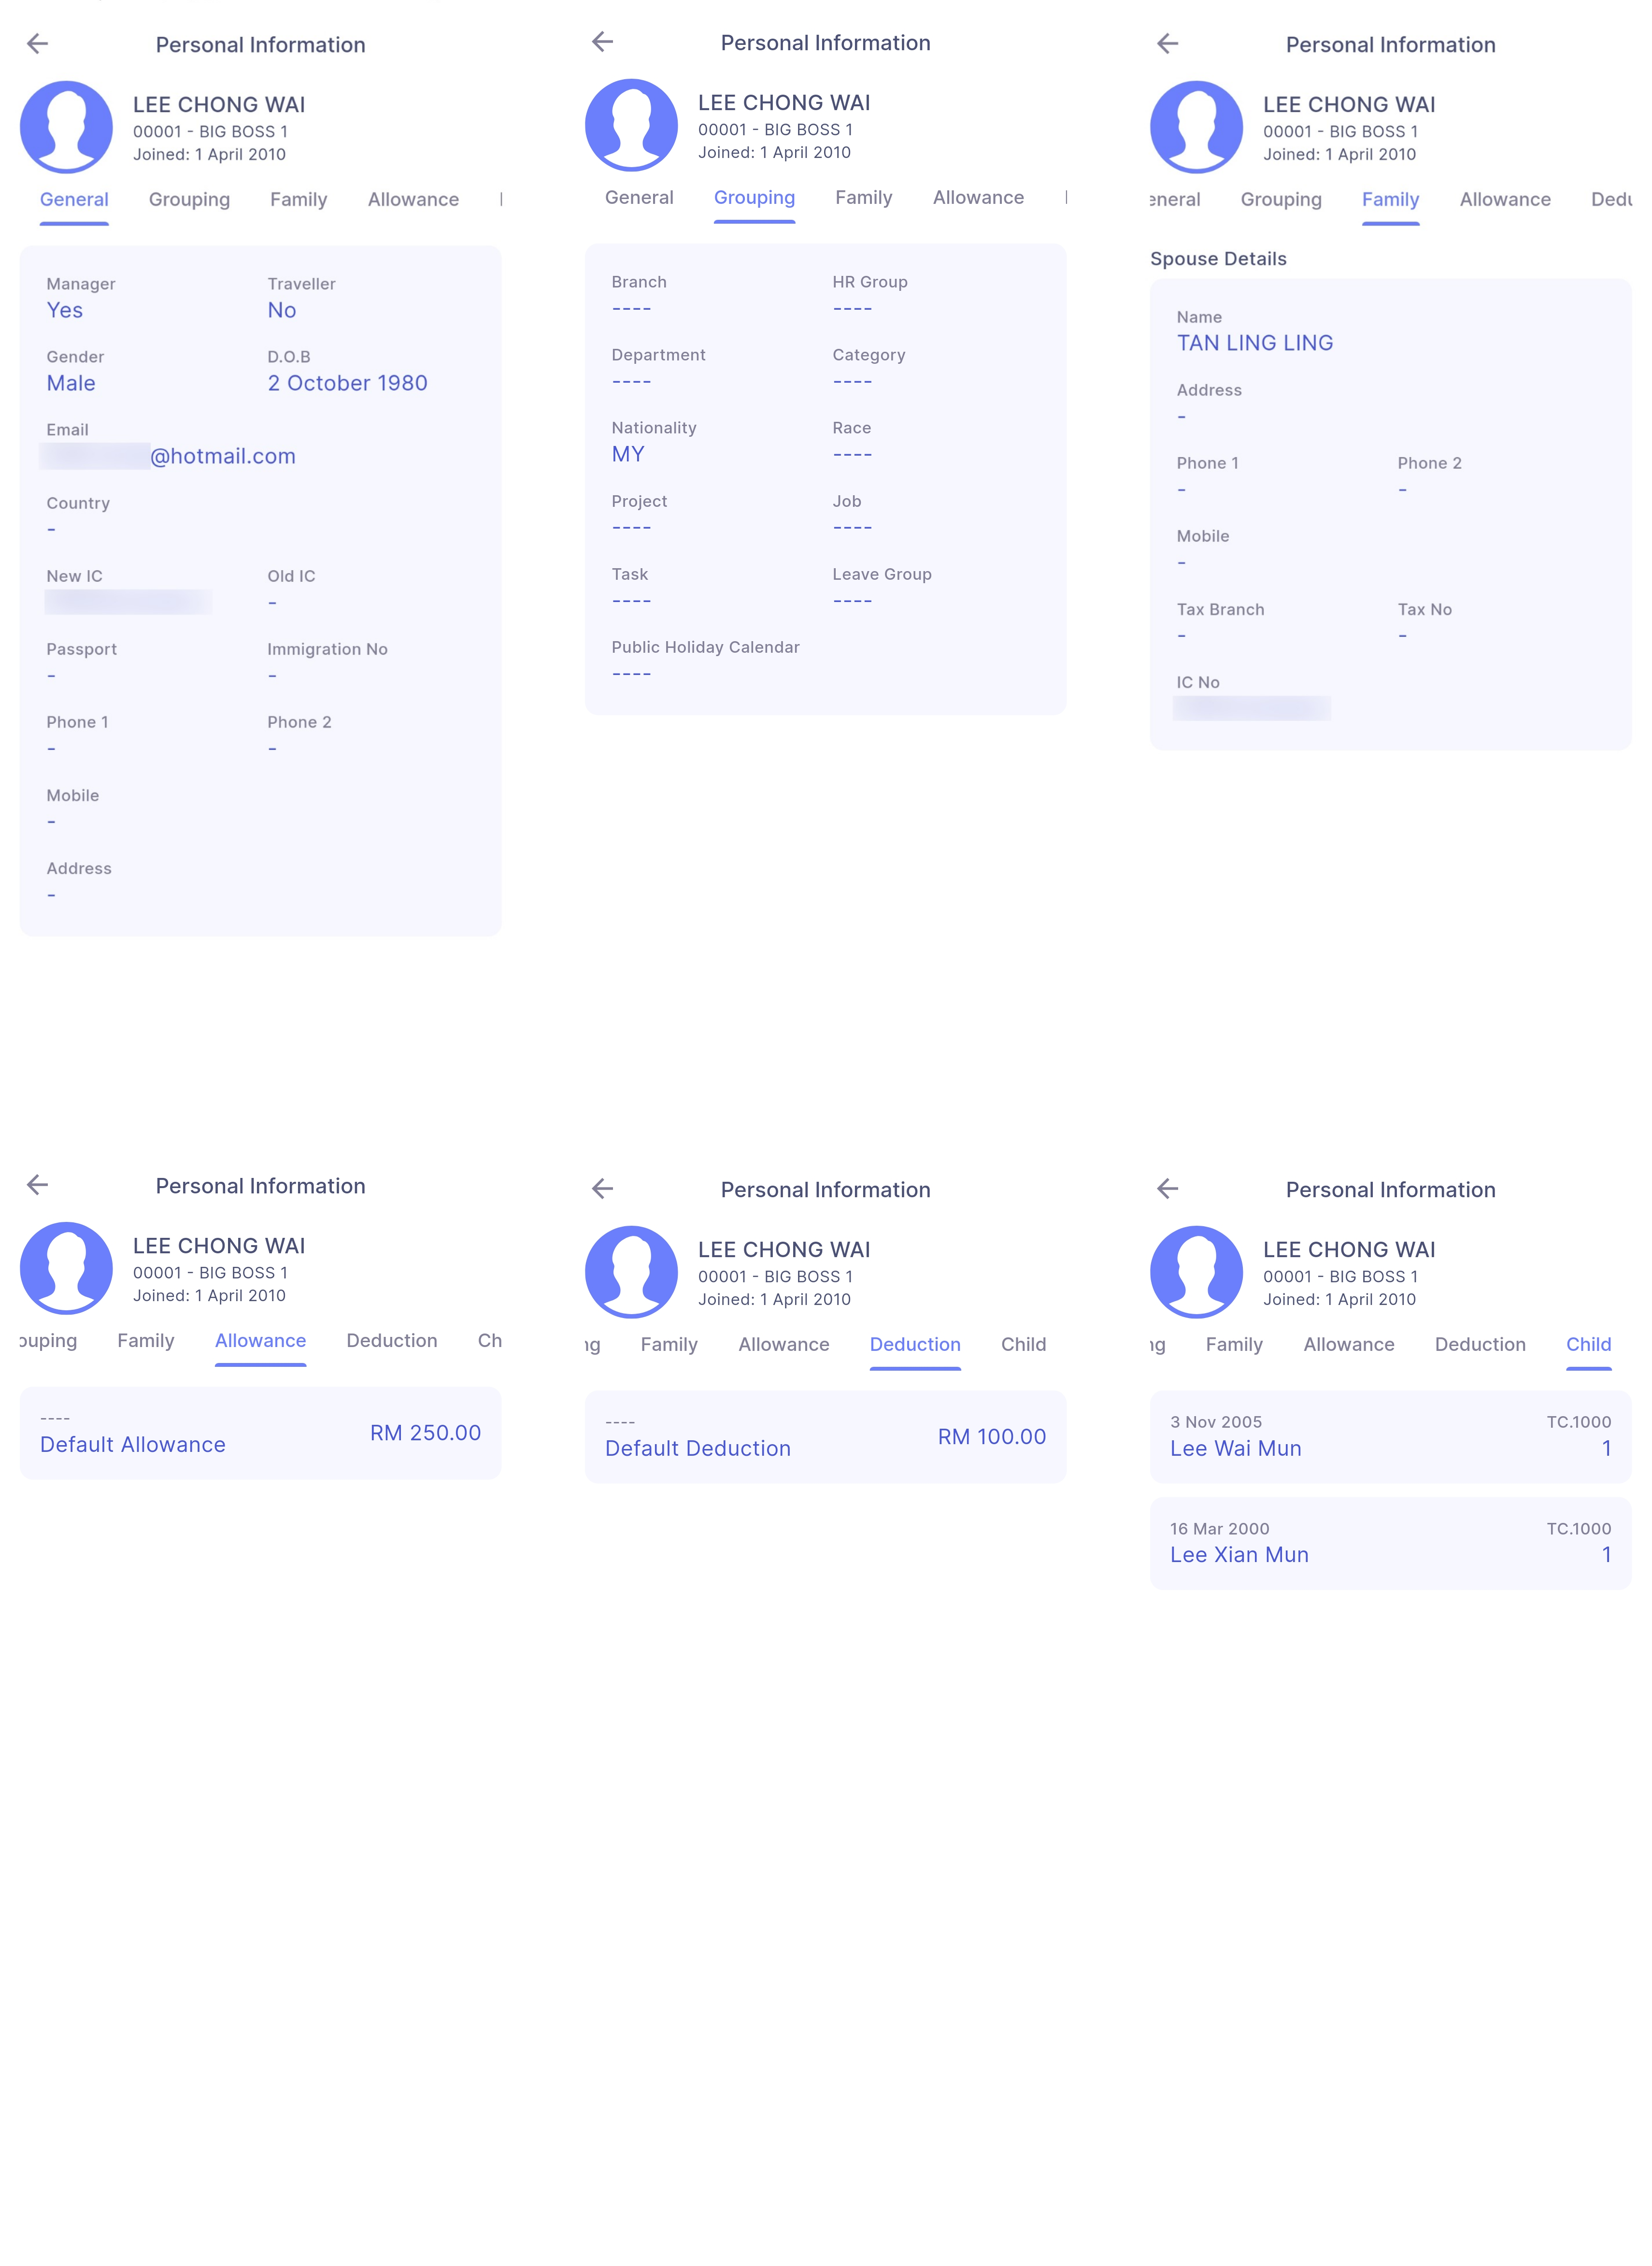 Personal Information
LEE CHONG WAI
00001 - BIG BOSS 1
Joined: 1 April 2010
General Grouping Family Allowance
Manager Traveller
Yes No
Gender D.O.B
Male 2 October 1980
Email
@hotmail.com
Country
-
New IC Old IC
-
Passport Immigration No
- -
Phone 1 Phone 2
- -
Mobile
-
Address
-
Personal Information
LEE CHONG WAI
00001 - BIG BOSS 1
Joined: 1 April 2010
General Grouping Family Allowance
Branch HR Group
---- ----
Department Category
---- ----
Nationality Race
MY ----
Project Job
---- ----
Task Leave Group
---- ----
Public Holiday Calendar
----
Personal Information
LEE CHONG WAI
00001 - BIG BOSS 1
Joined: 1 April 2010
eneral Grouping Family Allowance Dedu
Spouse Details
Name
TAN LING LING
Address
-
Phone 1 Phone 2
- -
Mobile
-
Tax Branch Tax No
- -
IC No
Personal Information
LEE CHONG WAI
00001 - BIG BOSS 1
Joined: 1 April 2010
ouping Family Allowance Deduction Ch
----
Default Allowance RM 250.00
Personal Information
LEE CHONG WAI
00001 - BIG BOSS 1
Joined: 1 April 2010
ng Family Allowance Deduction Child
----
Default Deduction RM 100.00
Personal Information
LEE CHONG WAI
00001 - BIG BOSS 1
Joined: 1 April 2010
ng Family Allowance Deduction Child
3 Nov 2005 TC.1000
Lee Wai Mun 1
16 Mar 2000 TC.1000
Lee Xian Mun 1